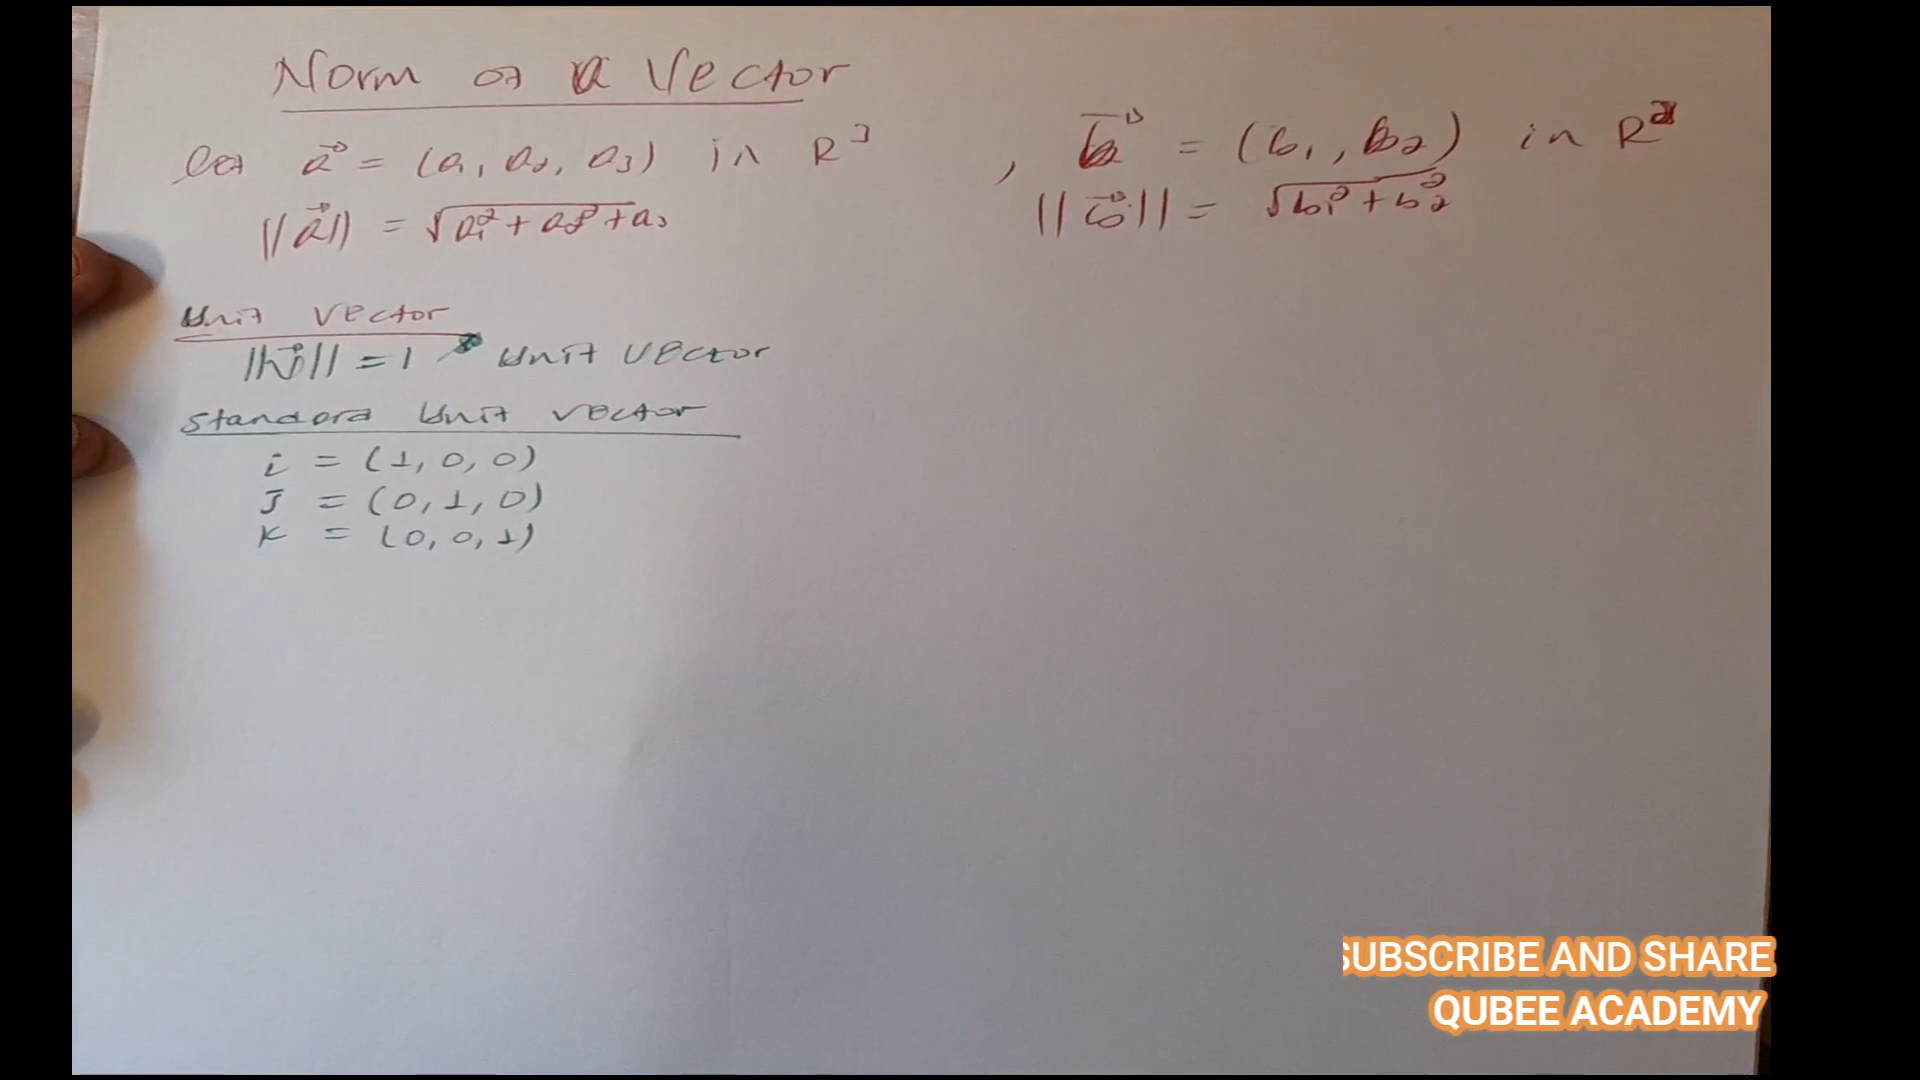 Norm of a Vector
Let a⃗ = (a₁, a₂, a₃) in R³ , b⃗ = (b₁, b₂) in R²
||a⃗|| = √a₁² + a₂² + a₃ ||b⃗|| = √b₁² + b₂²
Unit vector
||u⃗|| = 1 → Unit vector
Standard Unit vector
i = (1, 0, 0)
J = (0, 1, 0)
K = (0, 0, 1)
SUBSCRIBE AND SHARE
QUBEE ACADEMY